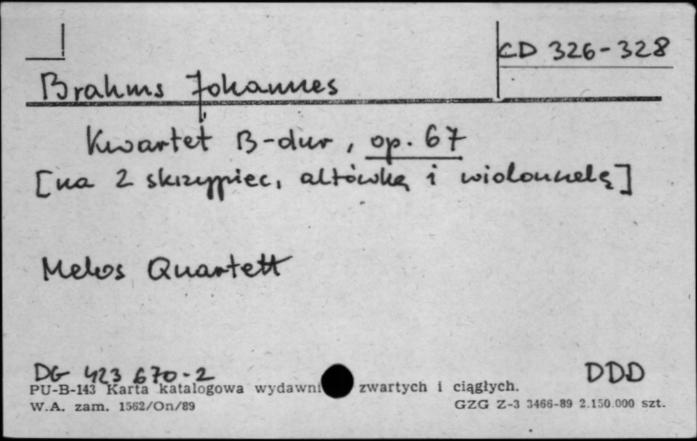 CD 326-328
Brahms Johannes
Kwartet B-dur, op. 67
[na 2 skrzypiec, altówkę i wiolonczelę]
Melos Quartett
DG 423 670-2 DDD
PU-B-143 Karta katalogowa wydawni zwartych i ciągłych.
W.A. zam. 1562/On/89 GZG Z-3 3466-89 2.150.000 szt.